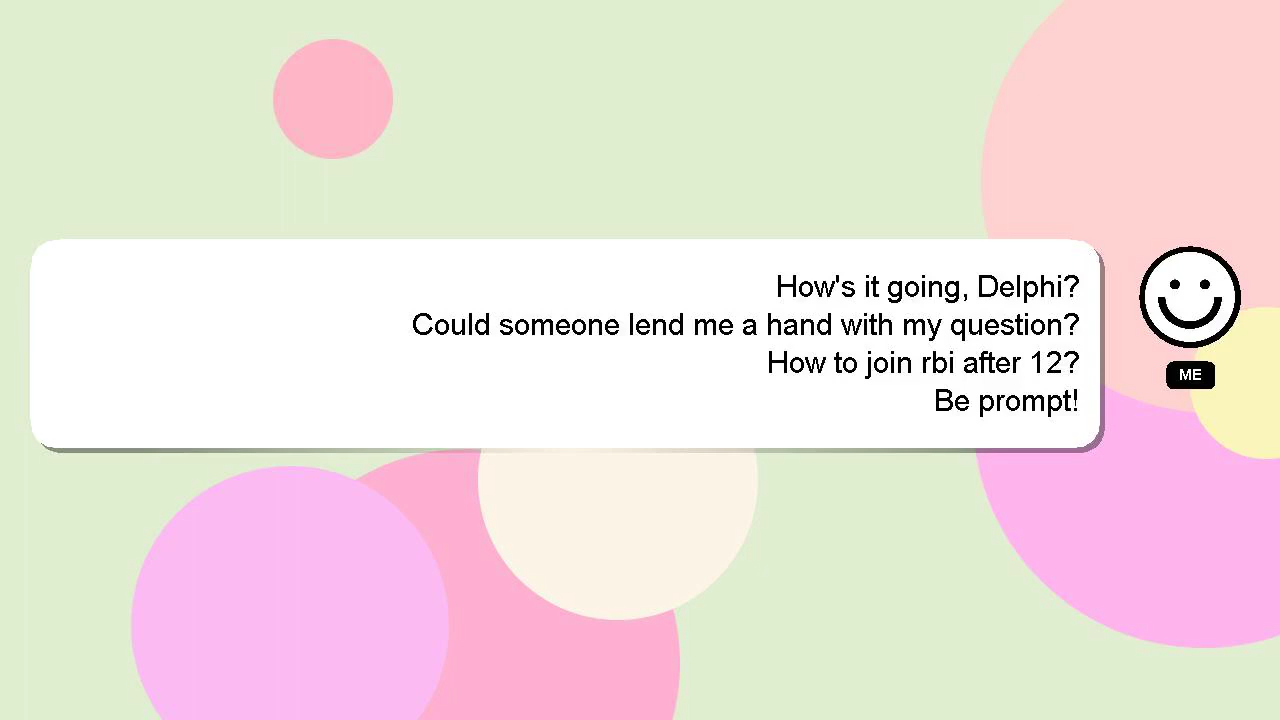 How's it going, Delphi?
Could someone lend me a hand with my question?
How to join rbi after 12?
Be prompt!
ME